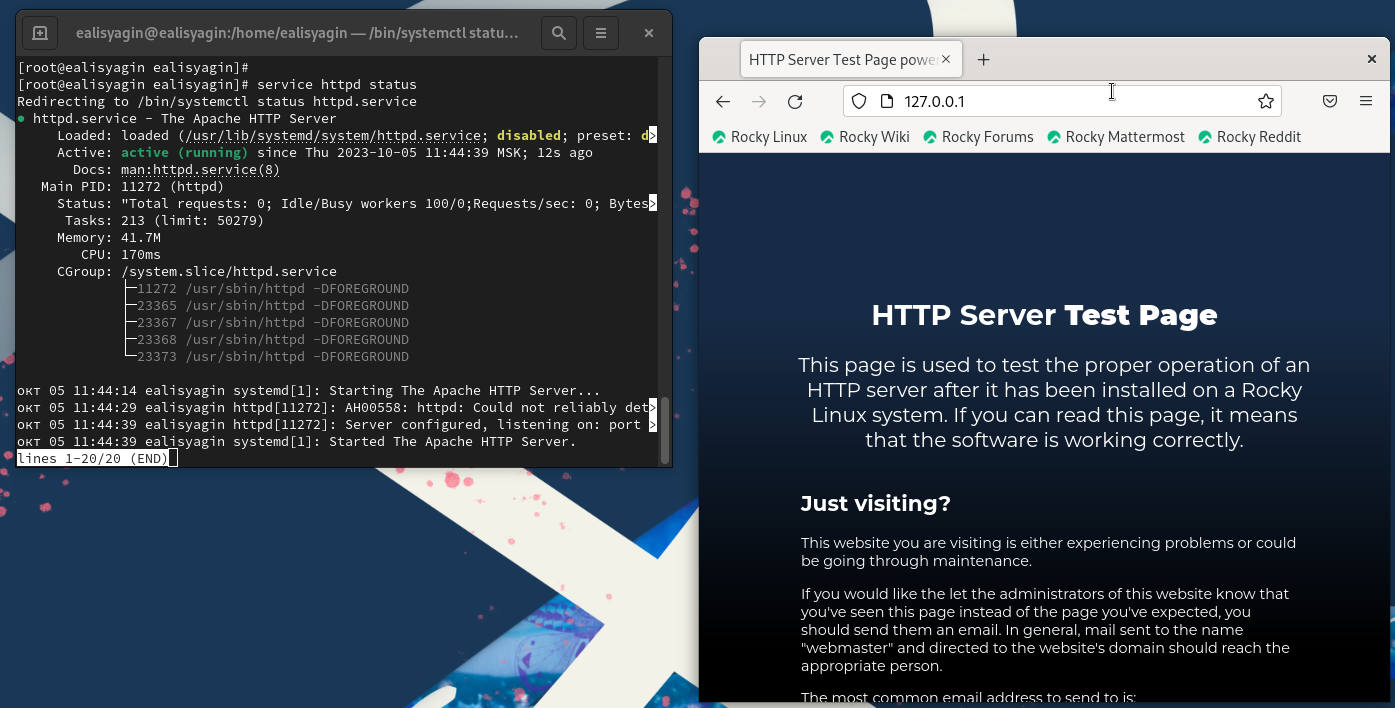 ealisyagin@ealisyagin:/home/ealisyagin — /bin/systemctl statu...
[root@ealisyagin ealisyagin]#
[root@ealisyagin ealisyagin]# service httpd status
Redirecting to /bin/systemctl status httpd.service
● httpd.service - The Apache HTTP Server
Loaded: loaded (/usr/lib/systemd/system/httpd.service; disabled; preset: d>
Active: active (running) since Thu 2023-10-05 11:44:39 MSK; 12s ago
Docs: man:httpd.service(8)
Main PID: 11272 (httpd)
Status: "Total requests: 0; Idle/Busy workers 100/0;Requests/sec: 0; Bytes>
Tasks: 213 (limit: 50279)
Memory: 41.7M
CPU: 170ms
CGroup: /system.slice/httpd.service
├─11272 /usr/sbin/httpd -DFOREGROUND
├─23365 /usr/sbin/httpd -DFOREGROUND
├─23367 /usr/sbin/httpd -DFOREGROUND
├─23368 /usr/sbin/httpd -DFOREGROUND
└─23373 /usr/sbin/httpd -DFOREGROUND
окт 05 11:44:14 ealisyagin systemd[1]: Starting The Apache HTTP Server...
окт 05 11:44:29 ealisyagin httpd[11272]: AH00558: httpd: Could not reliably det>
окт 05 11:44:39 ealisyagin httpd[11272]: Server configured, listening on: port >
окт 05 11:44:39 ealisyagin systemd[1]: Started The Apache HTTP Server.
lines 1-20/20 (END)
HTTP Server Test Page powe
127.0.0.1
Rocky Linux Rocky Wiki Rocky Forums Rocky Mattermost Rocky Reddit
HTTP Server Test Page
This page is used to test the proper operation of an
HTTP server after it has been installed on a Rocky
Linux system. If you can read this page, it means
that the software is working correctly.
Just visiting?
This website you are visiting is either experiencing problems or could
be going through maintenance.
If you would like the let the administrators of this website know that
you've seen this page instead of the page you've expected, you
should send them an email. In general, mail sent to the name
"webmaster" and directed to the website's domain should reach the
appropriate person.
The most common email address to send to is: